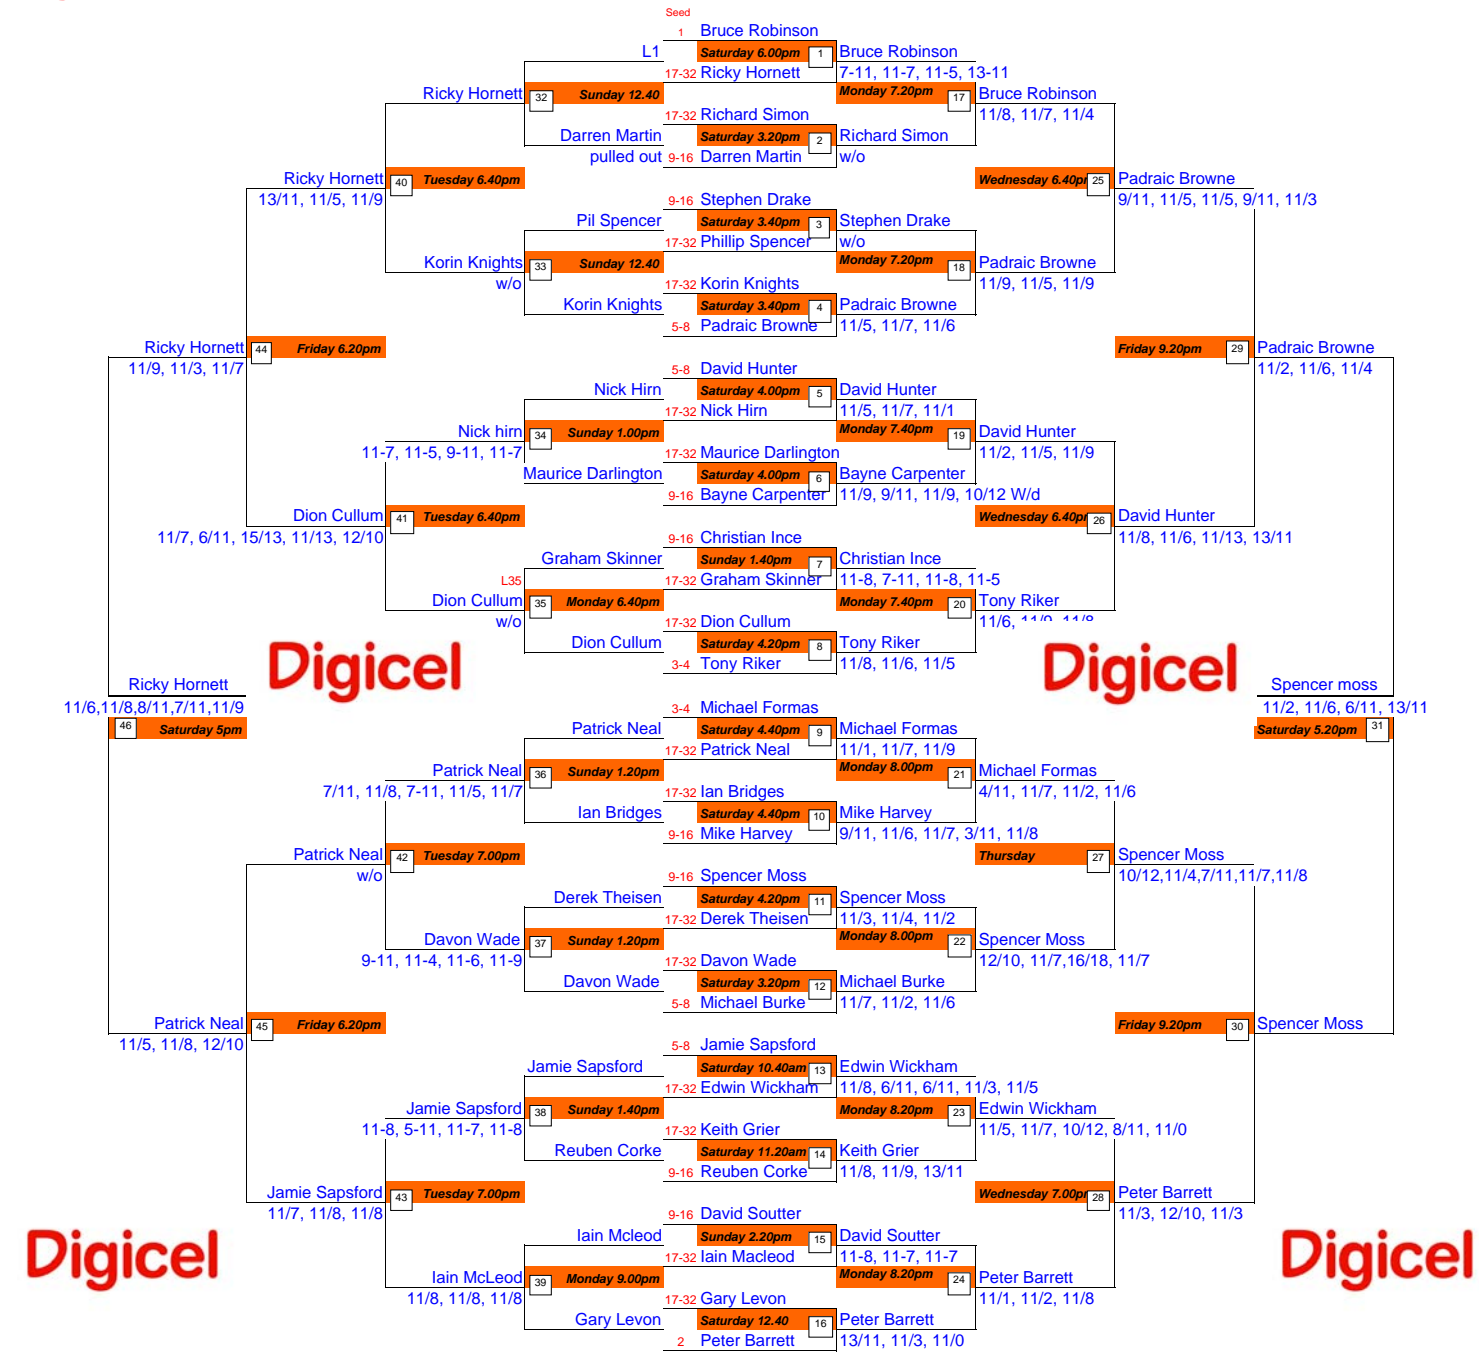 Seed
1 Bruce Robinson
L1 Saturday 6.00pm 1 Bruce Robinson
17-32 Ricky Hornett 7-11, 11-7, 11-5, 13-11
Ricky Hornett 32 Sunday 12.40 Monday 7.20pm 17 Bruce Robinson
17-32 Richard Simon 11/8, 11/7, 11/4
Darren Martin Saturday 3.20pm 2 Richard Simon
pulled out 9-16 Darren Martin w/o
Ricky Hornett 40 Tuesday 6.40pm Wednesday 6.40pm 25 Padraic Browne
13/11, 11/5, 11/9 9-16 Stephen Drake 9/11, 11/5, 11/5, 9/11, 11/3
Pil Spencer Saturday 3.40pm 3 Stephen Drake
17-32 Phillip Spencer w/o
Korin Knights 33 Sunday 12.40 Monday 7.20pm 18 Padraic Browne
w/o 17-32 Korin Knights 11/9, 11/5, 11/9
Korin Knights Saturday 3.40pm 4 Padraic Browne
5-8 Padraic Browne 11/5, 11/7, 11/6
Ricky Hornett 44 Friday 6.20pm Friday 9.20pm 29 Padraic Browne
11/9, 11/3, 11/7 5-8 David Hunter 11/2, 11/6, 11/4
Nick Hirn Saturday 4.00pm 5 David Hunter
17-32 Nick Hirn 11/5, 11/7, 11/1
Nick hirn 34 Sunday 1.00pm Monday 7.40pm 19 David Hunter
11-7, 11-5, 9-11, 11-7 17-32 Maurice Darlington 11/2, 11/5, 11/9
Maurice Darlington Saturday 4.00pm 6 Bayne Carpenter
9-16 Bayne Carpenter 11/9, 9/11, 11/9, 10/12 W/d
Dion Cullum 41 Tuesday 6.40pm Wednesday 6.40pm 26 David Hunter
11/7, 6/11, 15/13, 11/13, 12/10 9-16 Christian Ince 11/8, 11/6, 11/13, 13/11
Graham Skinner Sunday 1.40pm 7 Christian Ince
L35 17-32 Graham Skinner 11-8, 7-11, 11-8, 11-5
Dion Cullum 35 Monday 6.40pm Monday 7.40pm 20 Tony Riker
w/o 17-32 Dion Cullum 11/6, 11/9, 11/8
Dion Cullum Saturday 4.20pm 8 Tony Riker
3-4 Tony Riker 11/8, 11/6, 11/5
Digicel Digicel
Ricky Hornett Spencer moss
11/6,11/8,8/11,7/11,11/9 3-4 Michael Formas 11/2, 11/6, 6/11, 13/11
46 Saturday 5pm Patrick Neal Saturday 4.40pm 9 Michael Formas Saturday 5.20pm 31
17-32 Patrick Neal 11/1, 11/7, 11/9
Patrick Neal 36 Sunday 1.20pm Monday 8.00pm 21 Michael Formas
7/11, 11/8, 7-11, 11/5, 11/7 17-32 Ian Bridges 4/11, 11/7, 11/2, 11/6
Ian Bridges Saturday 4.40pm 10 Mike Harvey
9-16 Mike Harvey 9/11, 11/6, 11/7, 3/11, 11/8
Patrick Neal 42 Tuesday 7.00pm Thursday 27 Spencer Moss
w/o 9-16 Spencer Moss 10/12,11/4,7/11,11/7,11/8
Derek Theisen Saturday 4.20pm 11 Spencer Moss
17-32 Derek Theisen 11/3, 11/4, 11/2
Davon Wade 37 Sunday 1.20pm Monday 8.00pm 22 Spencer Moss
9-11, 11-4, 11-6, 11-9 17-32 Davon Wade 12/10, 11/7,16/18, 11/7
Davon Wade Saturday 3.20pm 12 Michael Burke
5-8 Michael Burke 11/7, 11/2, 11/6
Patrick Neal 45 Friday 6.20pm Friday 9.20pm 30 Spencer Moss
11/5, 11/8, 12/10 5-8 Jamie Sapsford
Jamie Sapsford Saturday 10.40am 13 Edwin Wickham
17-32 Edwin Wickham 11/8, 6/11, 6/11, 11/3, 11/5
Jamie Sapsford 38 Sunday 1.40pm Monday 8.20pm 23 Edwin Wickham
11-8, 5-11, 11-7, 11-8 17-32 Keith Grier 11/5, 11/7, 10/12, 8/11, 11/0
Reuben Corke Saturday 11.20am 14 Keith Grier
9-16 Reuben Corke 11/8, 11/9, 13/11
Jamie Sapsford 43 Tuesday 7.00pm Wednesday 7.00pm 28 Peter Barrett
11/7, 11/8, 11/8 9-16 David Soutter 11/3, 12/10, 11/3
Iain Mcleod Sunday 2.20pm 15 David Soutter
17-32 Iain Macleod 11-8, 11-7, 11-7
Digicel Digicel
Iain McLeod 39 Monday 9.00pm Monday 8.20pm 24 Peter Barrett
11/8, 11/8, 11/8 17-32 Gary Levon 11/1, 11/2, 11/8
Gary Levon Saturday 12.40 16 Peter Barrett
2 Peter Barrett 13/11, 11/3, 11/0